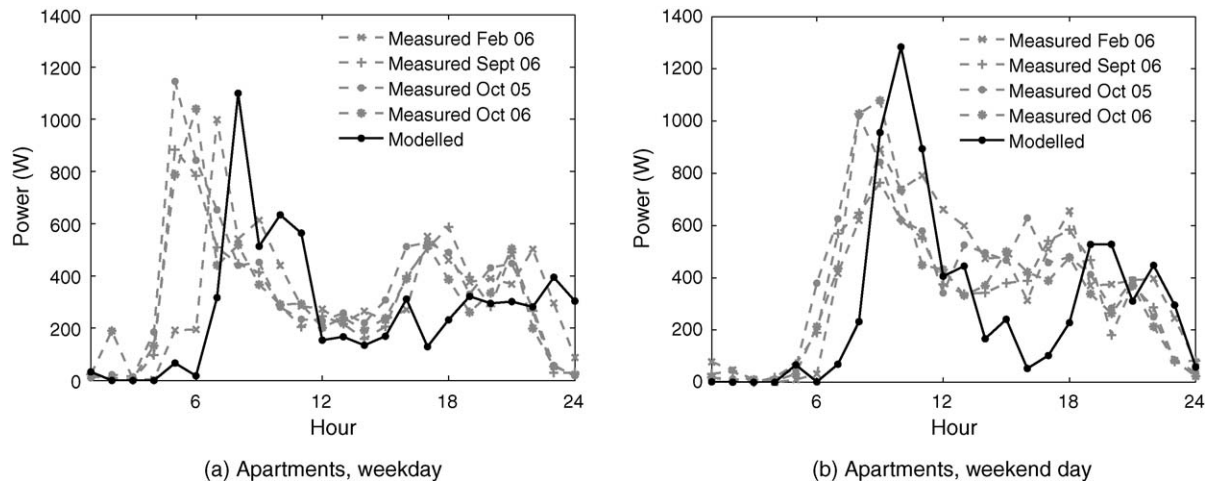 1400
1200
1000
800
600
400
200
0
Power (W)
Measured Feb 06
Measured Sept 06
Measured Oct 05
Measured Oct 06
Modelled
6
12
18
24
Hour
(a) Apartments, weekday
1400
1200
1000
800
600
400
200
0
Power (W)
Measured Feb 06
Measured Sept 06
Measured Oct 05
Measured Oct 06
Modelled
6
12
18
24
Hour
(b) Apartments, weekend day